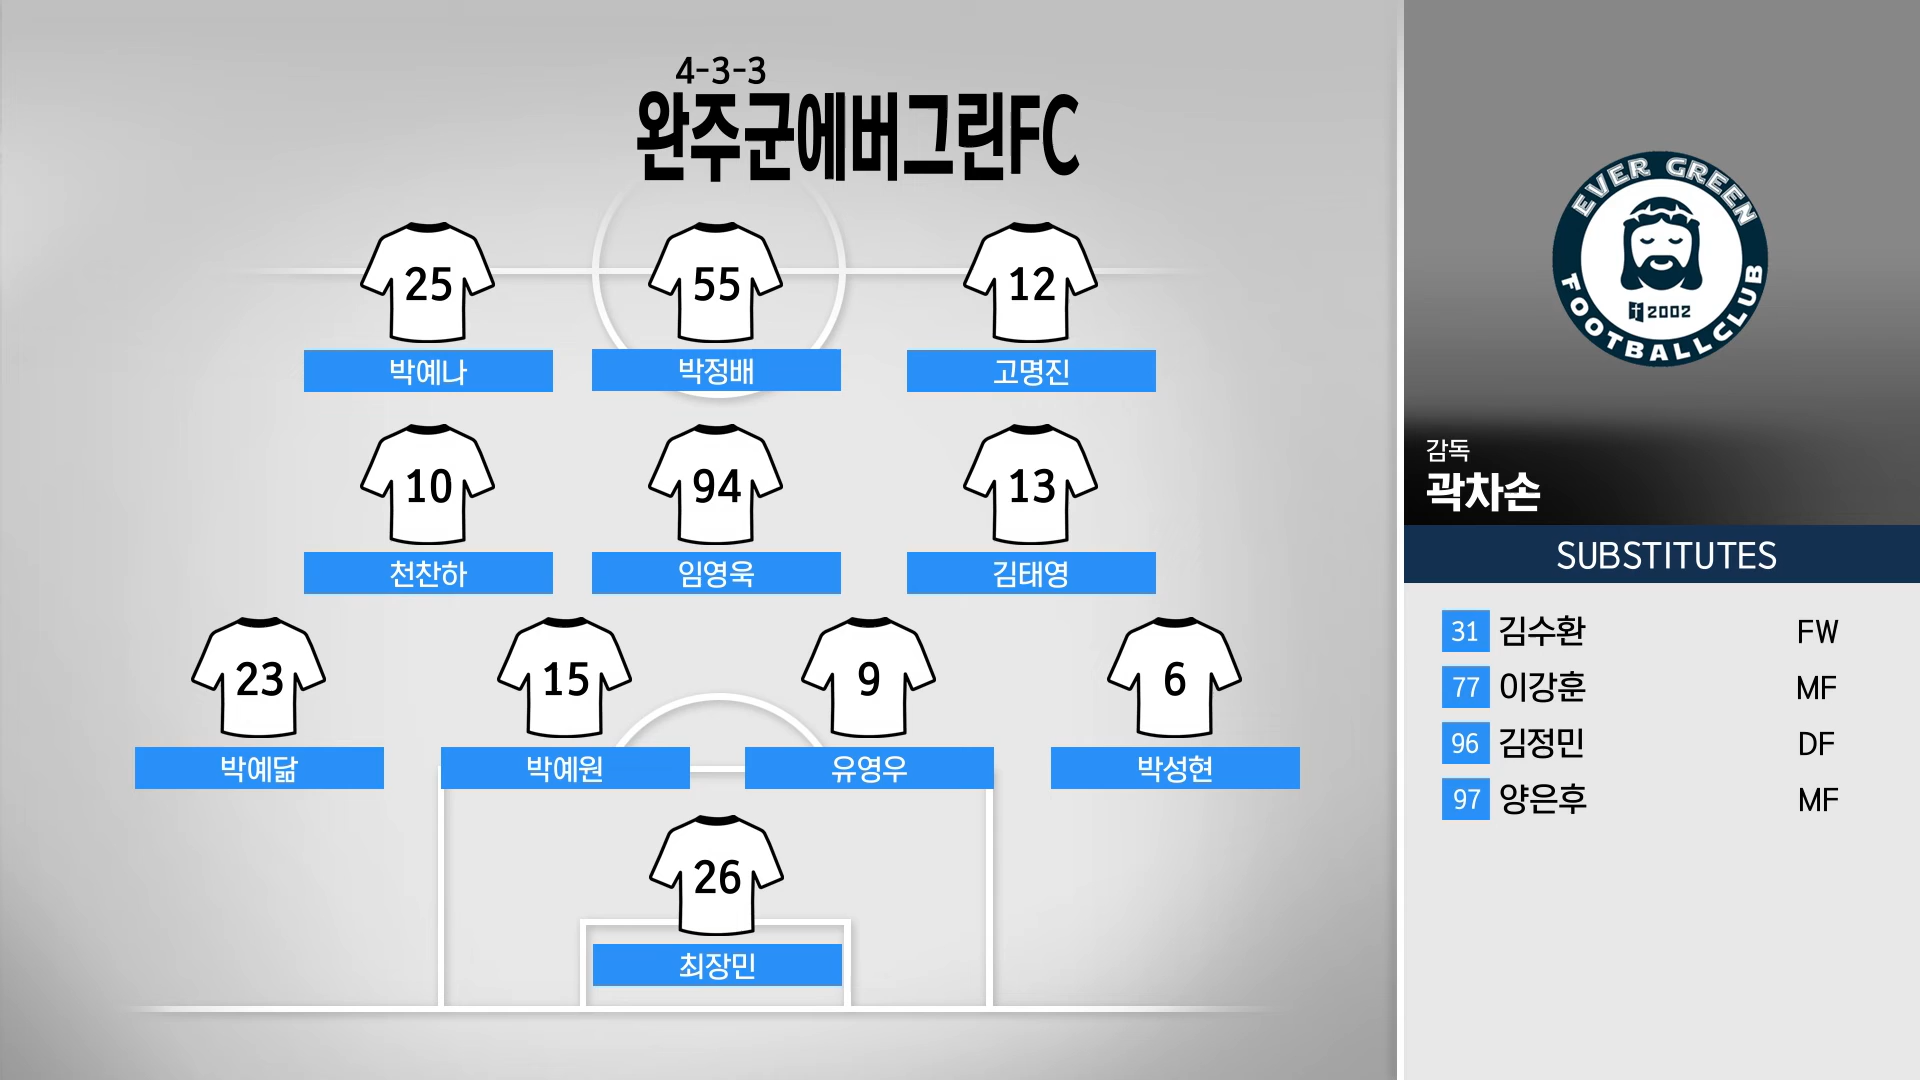 4-3-3
완주군에버그린FC
25 55 12
박예나 박정배 고명진
10 94 13
천찬하 임영욱 김태영
23 15 9 6
박예닮 박예원 유영우 박성현
26
최장민
EVER GREEN
2002
FOOTBALLCLUB
감독
곽차손
SUBSTITUTES
31 김수환 FW
77 이강훈 MF
96 김정민 DF
97 양은후 MF